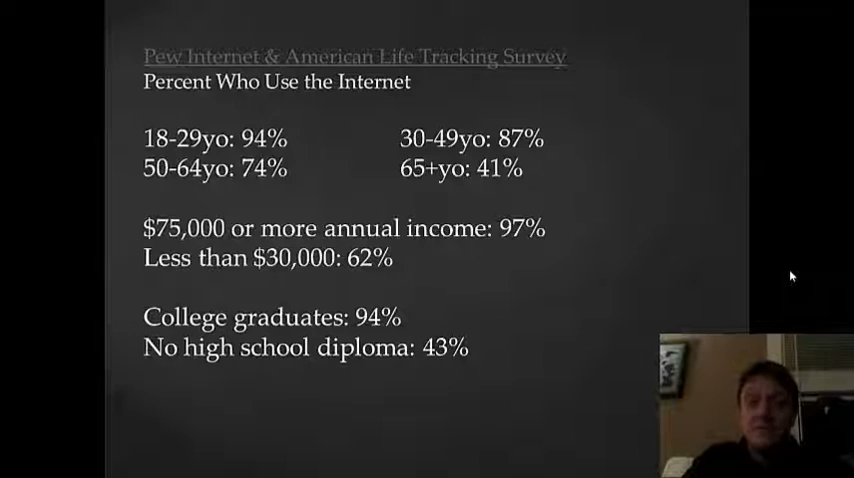 Pew Internet & American Life Tracking Survey
Percent Who Use the Internet
18-29yo: 94% 30-49yo: 87%
50-64yo: 74% 65+yo: 41%
$75,000 or more annual income: 97%
Less than $30,000: 62%
College graduates: 94%
No high school diploma: 43%